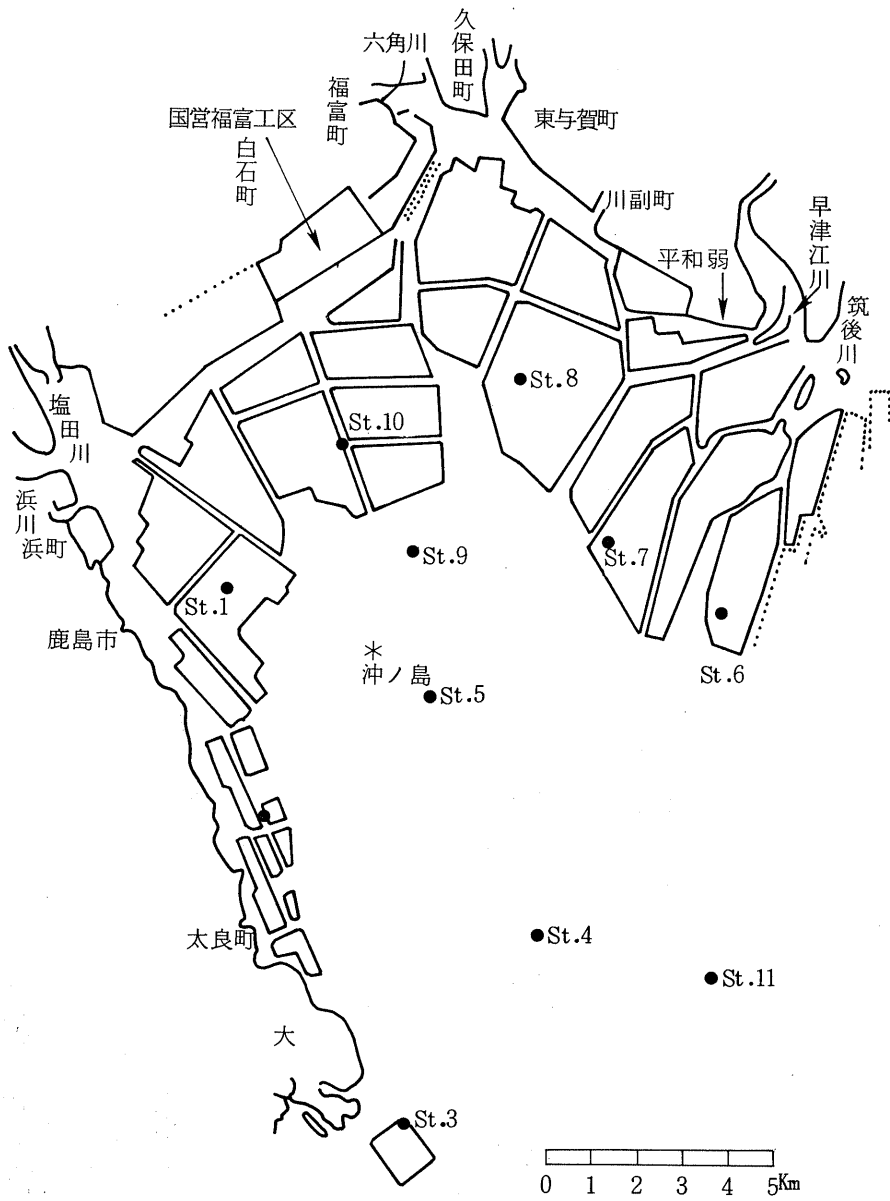 六角川
久保田町
福富町
国営福富工区
白石町
東与賀町
川副町
早津江川
平和弱
筑後川
St.8
塩田川
St.10
浜川
浜町
St.9
St.7
St.1
鹿島市
沖ノ島
St.6
St.5
太良町
St.4
St.11
大
St.3
0 1 2 3 4 5Km